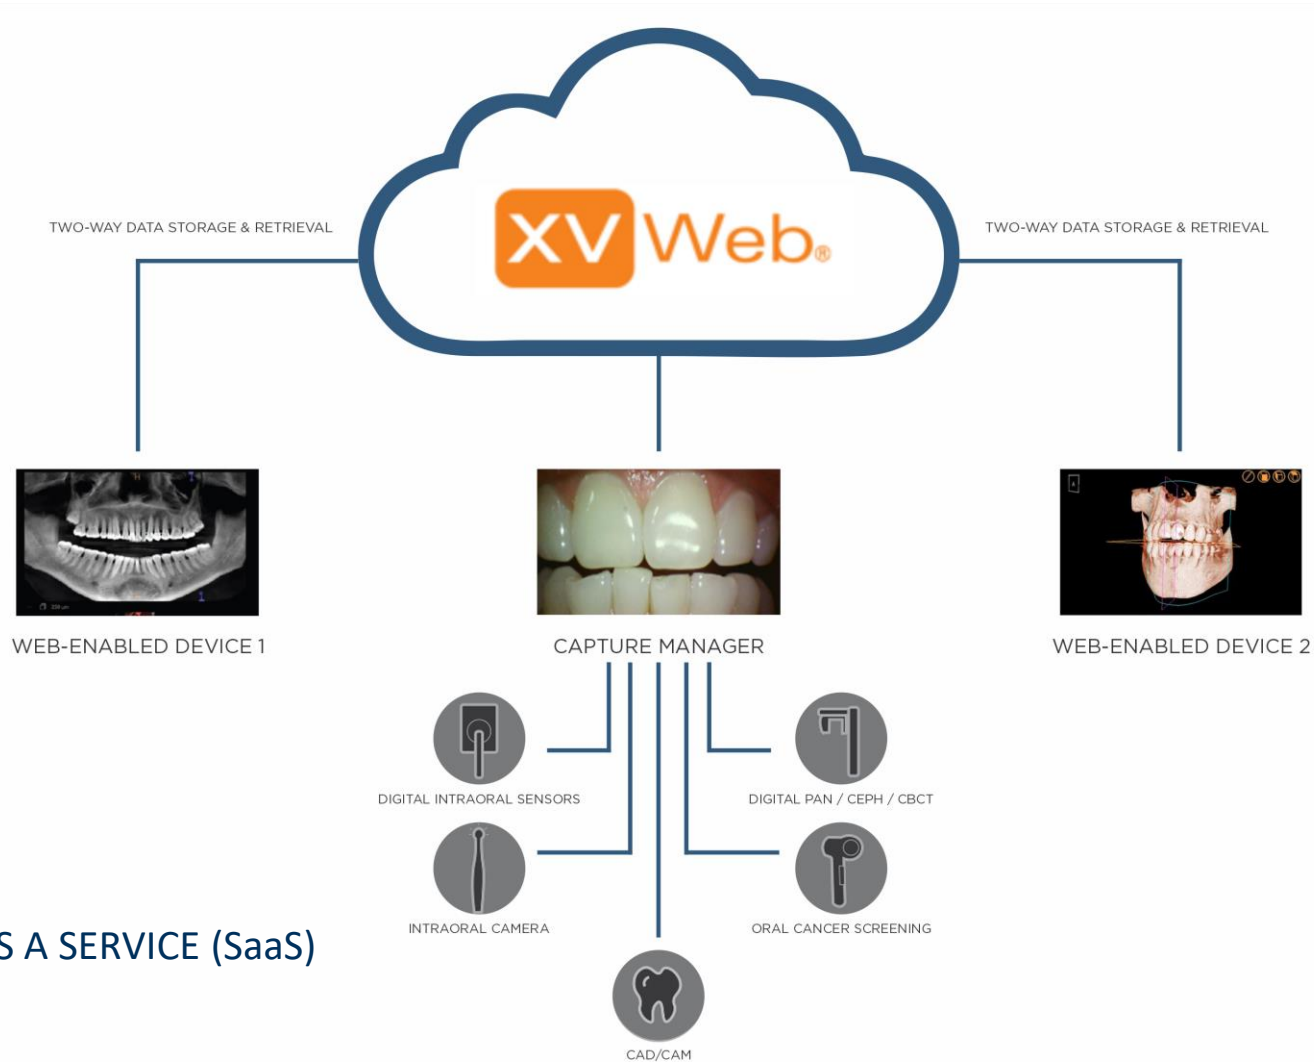 XV Web®
TWO-WAY DATA STORAGE & RETRIEVAL
TWO-WAY DATA STORAGE & RETRIEVAL
WEB-ENABLED DEVICE 1
CAPTURE MANAGER
WEB-ENABLED DEVICE 2
DIGITAL INTRAORAL SENSORS
DIGITAL PAN / CEPH / CBCT
INTRAORAL CAMERA
ORAL CANCER SCREENING
S A SERVICE (SaaS)
CAD/CAM